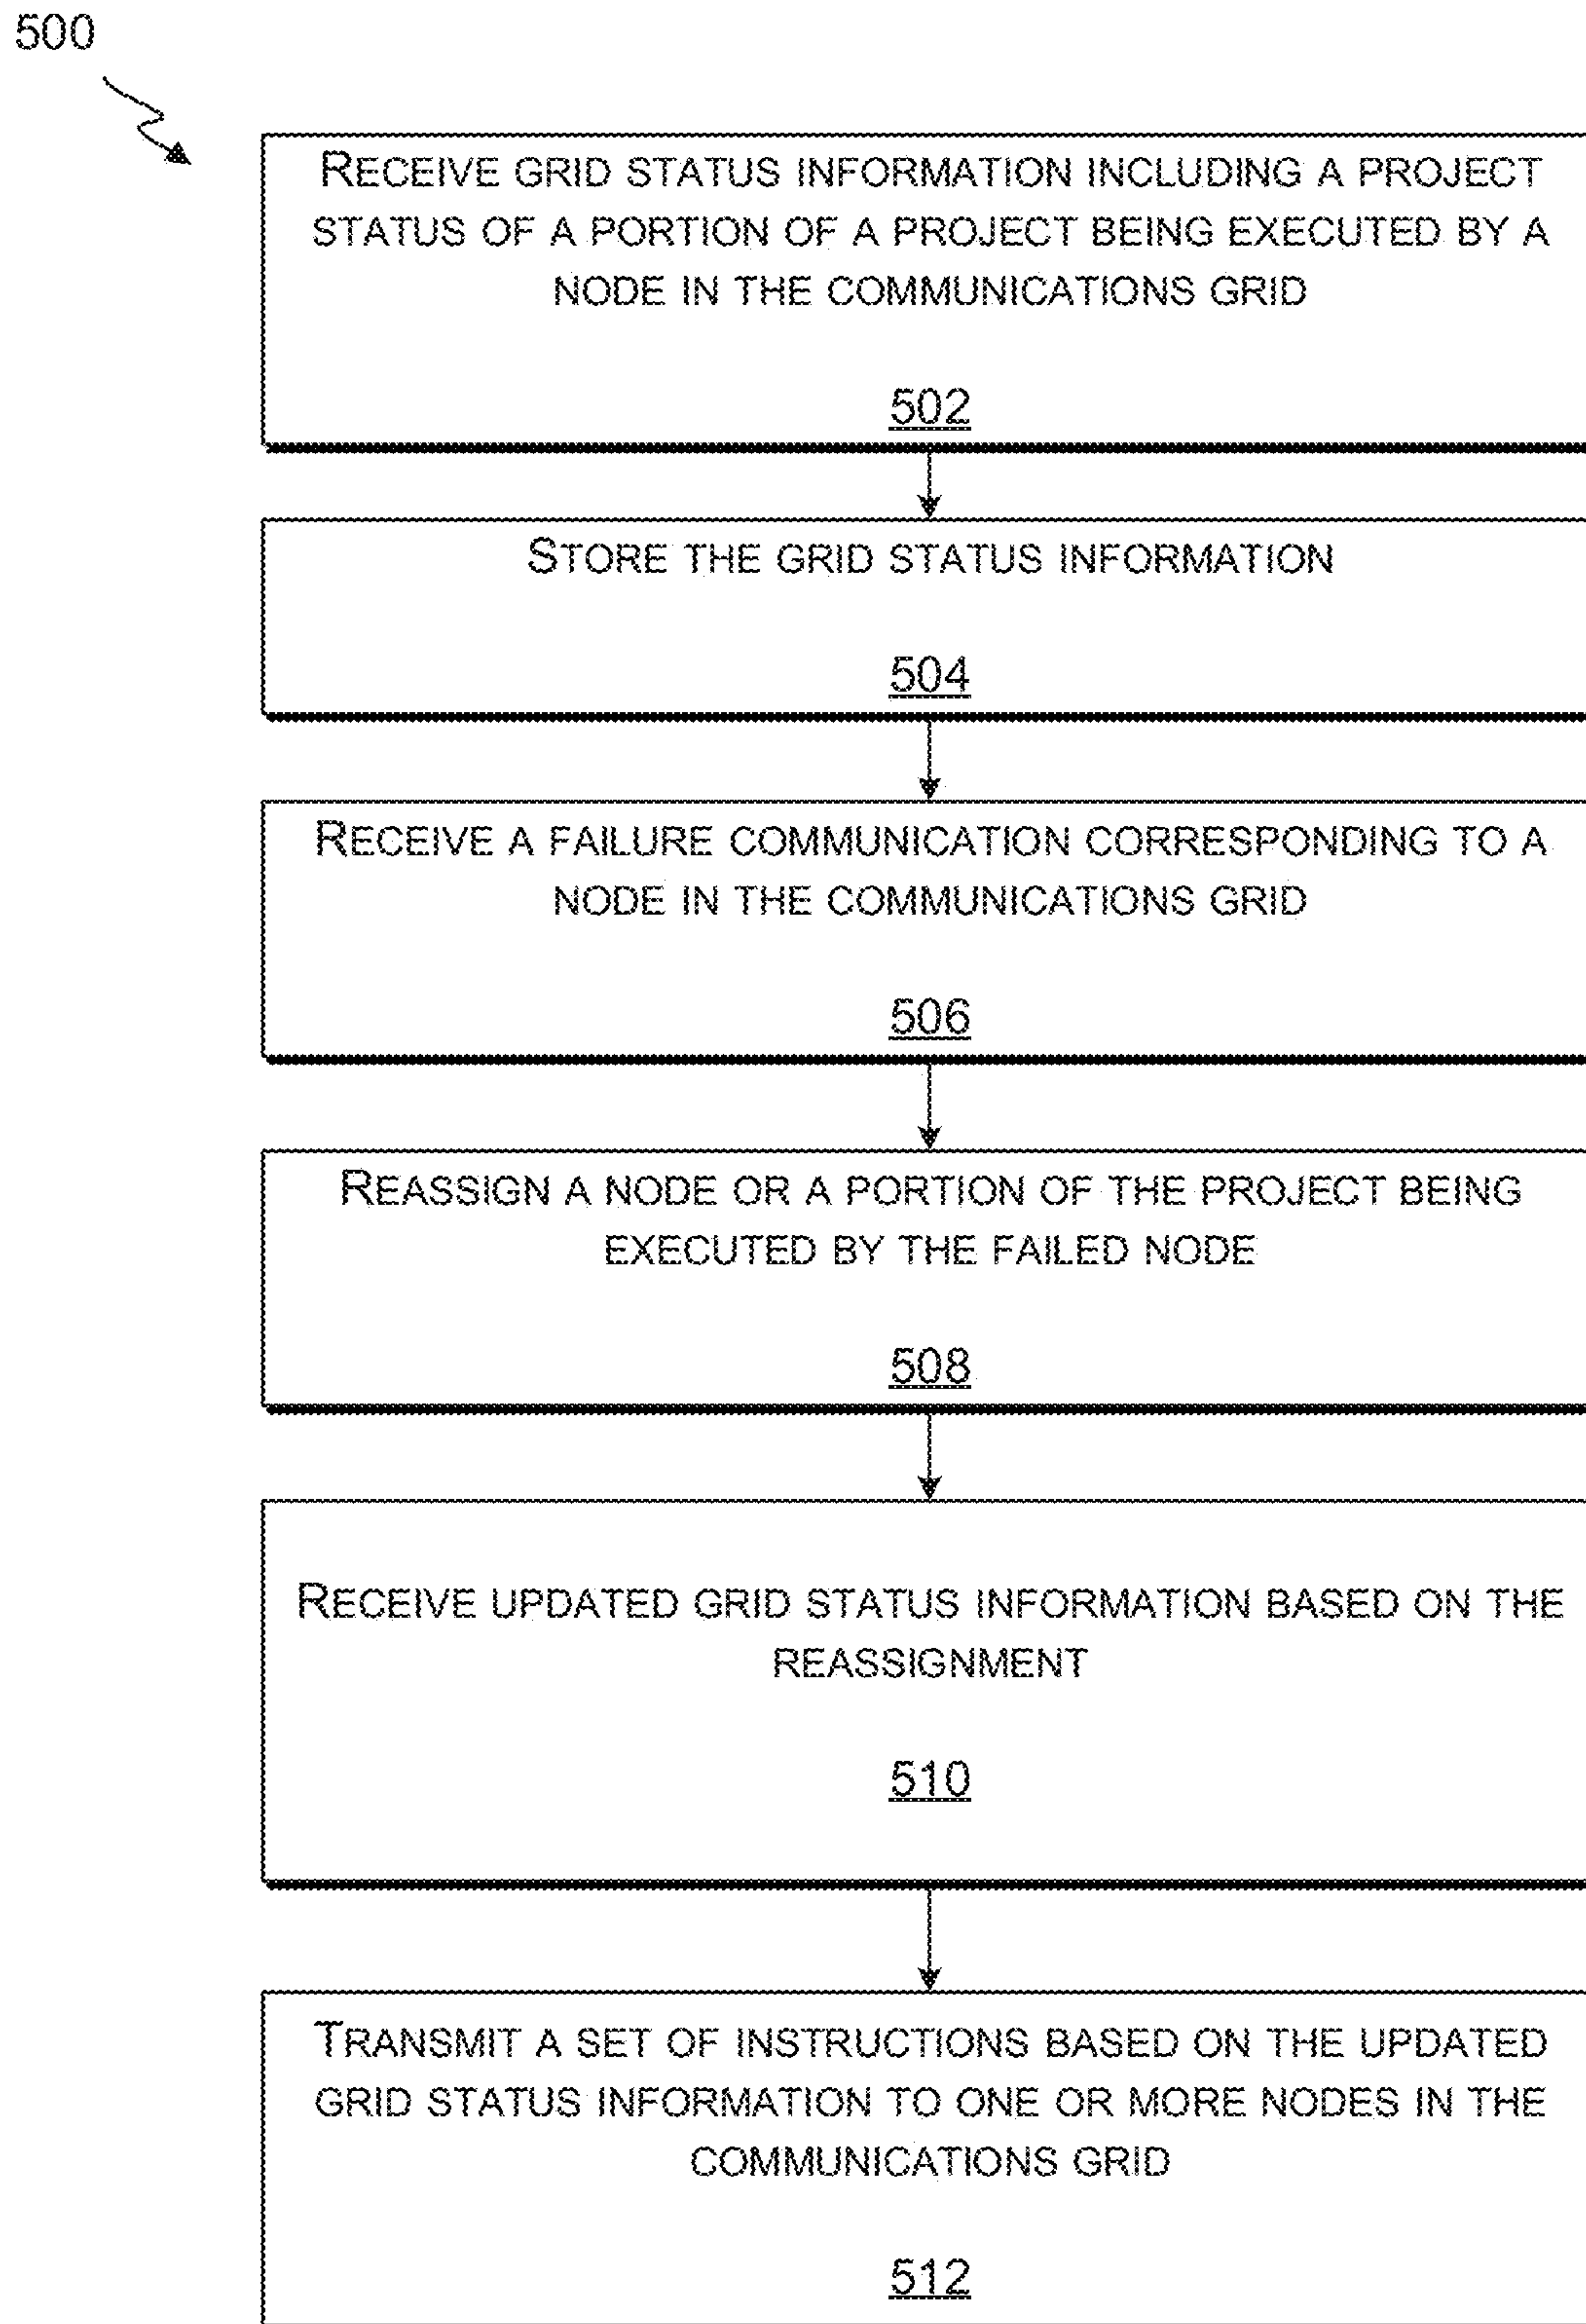 500
RECEIVE GRID STATUS INFORMATION INCLUDING A PROJECT
STATUS OF A PORTION OF A PROJECT BEING EXECUTED BY A
NODE IN THE COMMUNICATIONS GRID
502
STORE THE GRID STATUS INFORMATION
504
RECEIVE A FAILURE COMMUNICATION CORRESPONDING TO A
NODE IN THE COMMUNICATIONS GRID
506
REASSIGN A NODE OR A PORTION OF THE PROJECT BEING
EXECUTED BY THE FAILED NODE
508
RECEIVE UPDATED GRID STATUS INFORMATION BASED ON THE
REASSIGNMENT
510
TRANSMIT A SET OF INSTRUCTIONS BASED ON THE UPDATED
GRID STATUS INFORMATION TO ONE OR MORE NODES IN THE
COMMUNICATIONS GRID
512